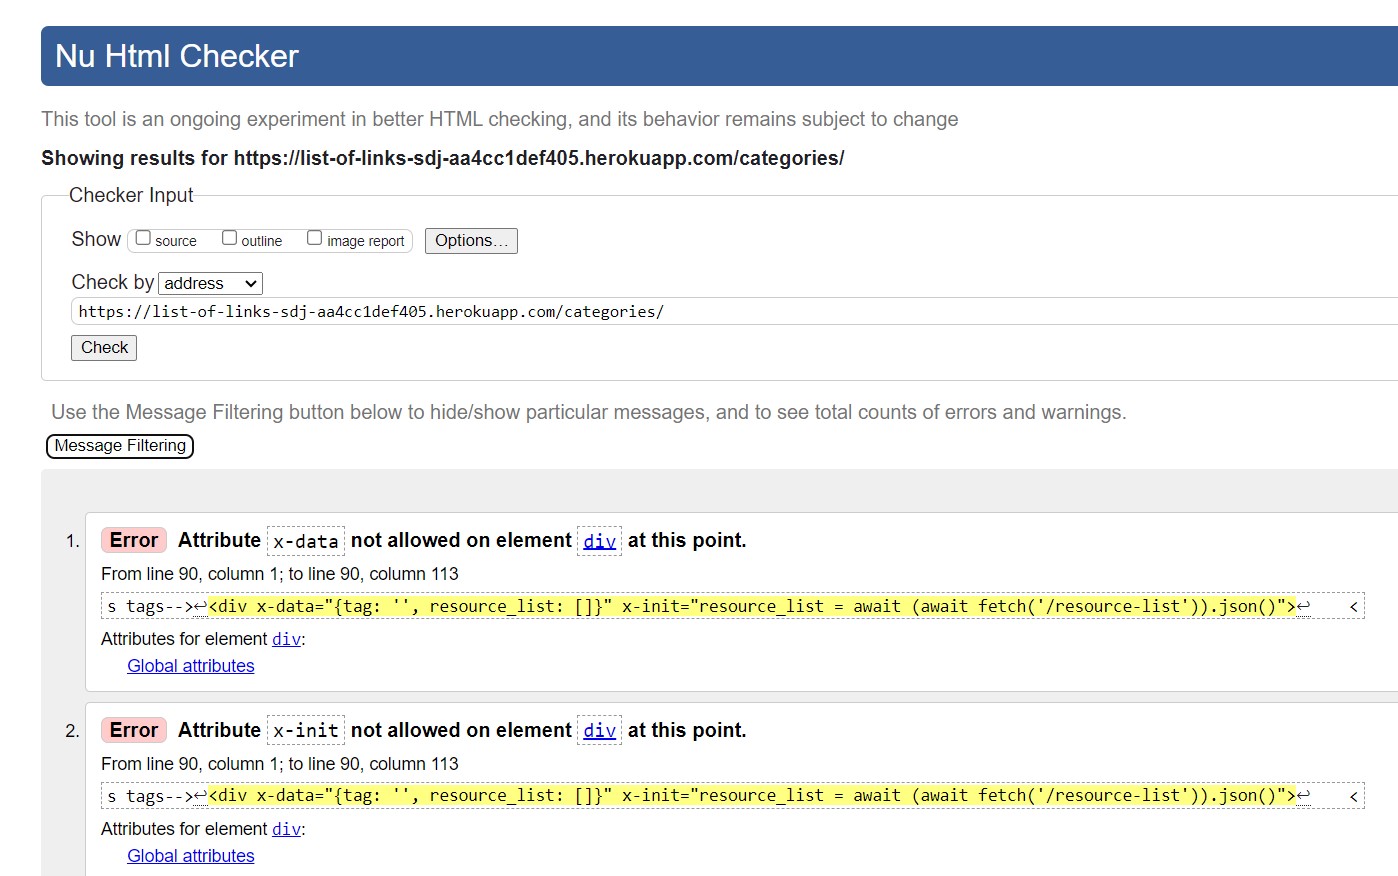 Nu Html Checker
This tool is an ongoing experiment in better HTML checking, and its behavior remains subject to change
Showing results for https://list-of-links-sdj-aa4cc1def405.herokuapp.com/categories/
Checker Input
Show source outline image report Options...
Check by address
https://list-of-links-sdj-aa4cc1def405.herokuapp.com/categories/
Check
Use the Message Filtering button below to hide/show particular messages, and to see total counts of errors and warnings.
Message Filtering
1. Error Attribute x-data not allowed on element div at this point.
From line 90, column 1; to line 90, column 113
s tags-->↩<div x-data="{tag: '', resource_list: []}" x-init="resource_list = await (await fetch('/resource-list')).json()">↩    <
Attributes for element div:
Global attributes
2. Error Attribute x-init not allowed on element div at this point.
From line 90, column 1; to line 90, column 113
s tags-->↩<div x-data="{tag: '', resource_list: []}" x-init="resource_list = await (await fetch('/resource-list')).json()">↩    <
Attributes for element div:
Global attributes